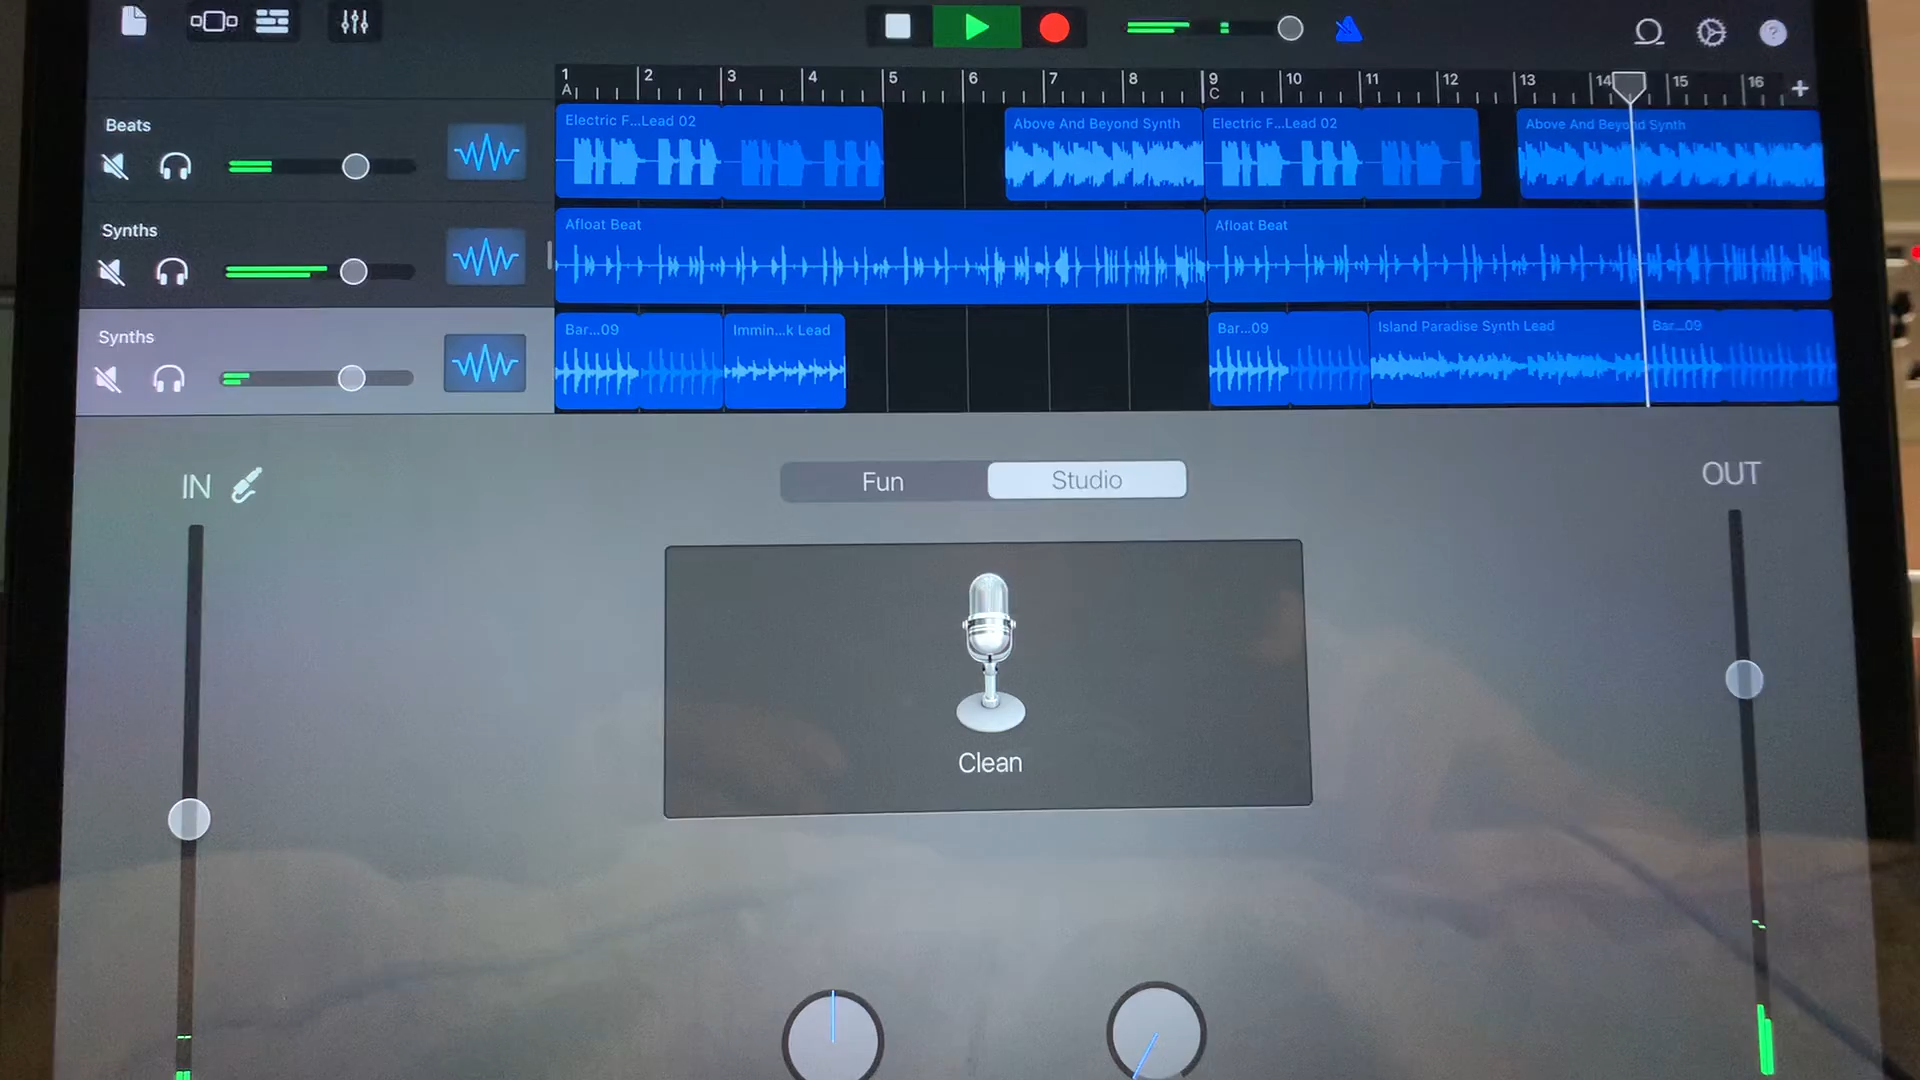 1 2 3 4 5 6 7 8 9 10 11 12 13 14 15 16 +
A C
Beats
Electric F...Lead 02
Above And Beyond Synth
Electric F...Lead 02
Above And Beyond Synth
Synths
Afloat Beat
Afloat Beat
Synths
Bar...09
Immin...k Lead
Bar...09
Island Paradise Synth Lead
Bar...09
IN
Fun
Studio
OUT
Clean